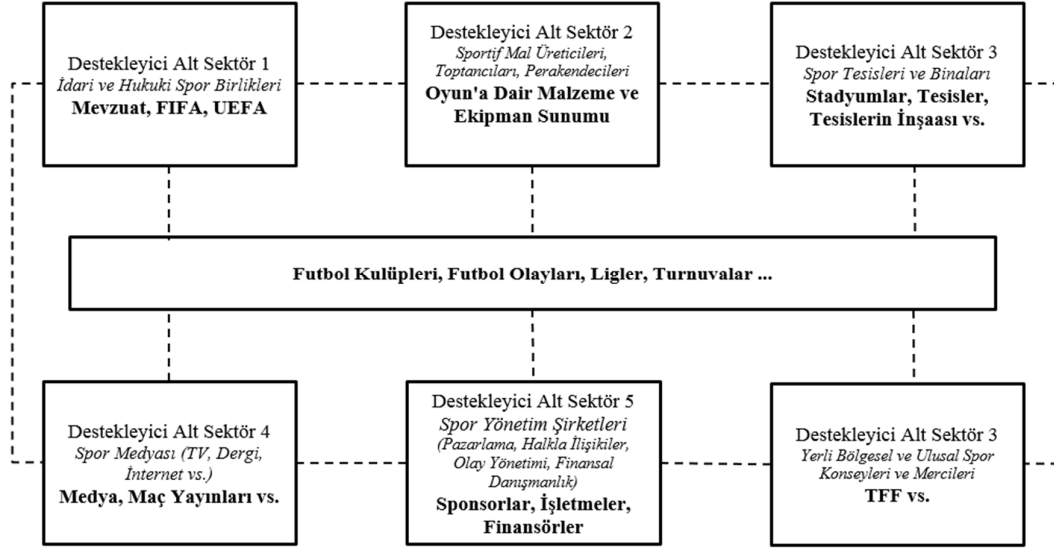 Destekleyici Alt Sektör 1
İdari ve Hukuki Spor Birlikleri
Mevzuat, FIFA, UEFA
Destekleyici Alt Sektör 2
Sportif Mal Üreticileri,
Toptancıları, Perakendecileri
Oyun'a Dair Malzeme ve
Ekipman Sunumu
Destekleyici Alt Sektör 3
Spor Tesisleri ve Binaları
Stadyumlar, Tesisler,
Tesislerin İnşaası vs.
Futbol Kulüpleri, Futbol Olayları, Ligler, Turnuvalar ...
Destekleyici Alt Sektör 4
Spor Medyası (TV, Dergi,
İnternet vs.)
Medya, Maç Yayınları vs.
Destekleyici Alt Sektör 5
Spor Yönetim Şirketleri
(Pazarlama, Halkla İlişikiler,
Olay Yönetimi, Finansal
Danışmanlık)
Sponsorlar, İşletmeler,
Finansörler
Destekleyici Alt Sektör 3
Yerli Bölgesel ve Ulusal Spor
Konseyleri ve Mercileri
TFF vs.